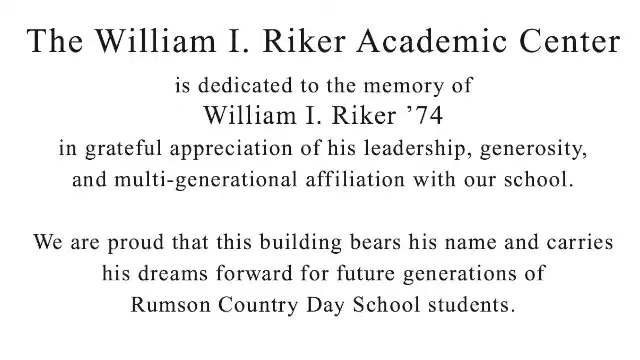 The William I. Riker Academic Center
is dedicated to the memory of
William I. Riker ’74
in grateful appreciation of his leadership, generosity,
and multi-generational affiliation with our school.
We are proud that this building bears his name and carries
his dreams forward for future generations of
Rumson Country Day School students.